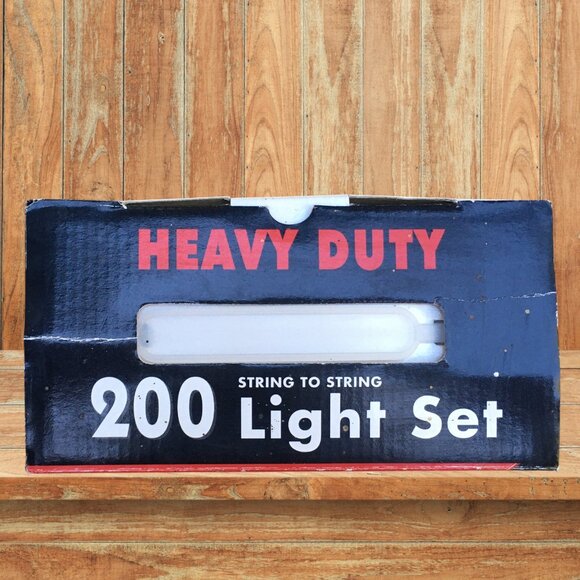 HEAVY DUTY
200 STRING TO STRING
Light Set